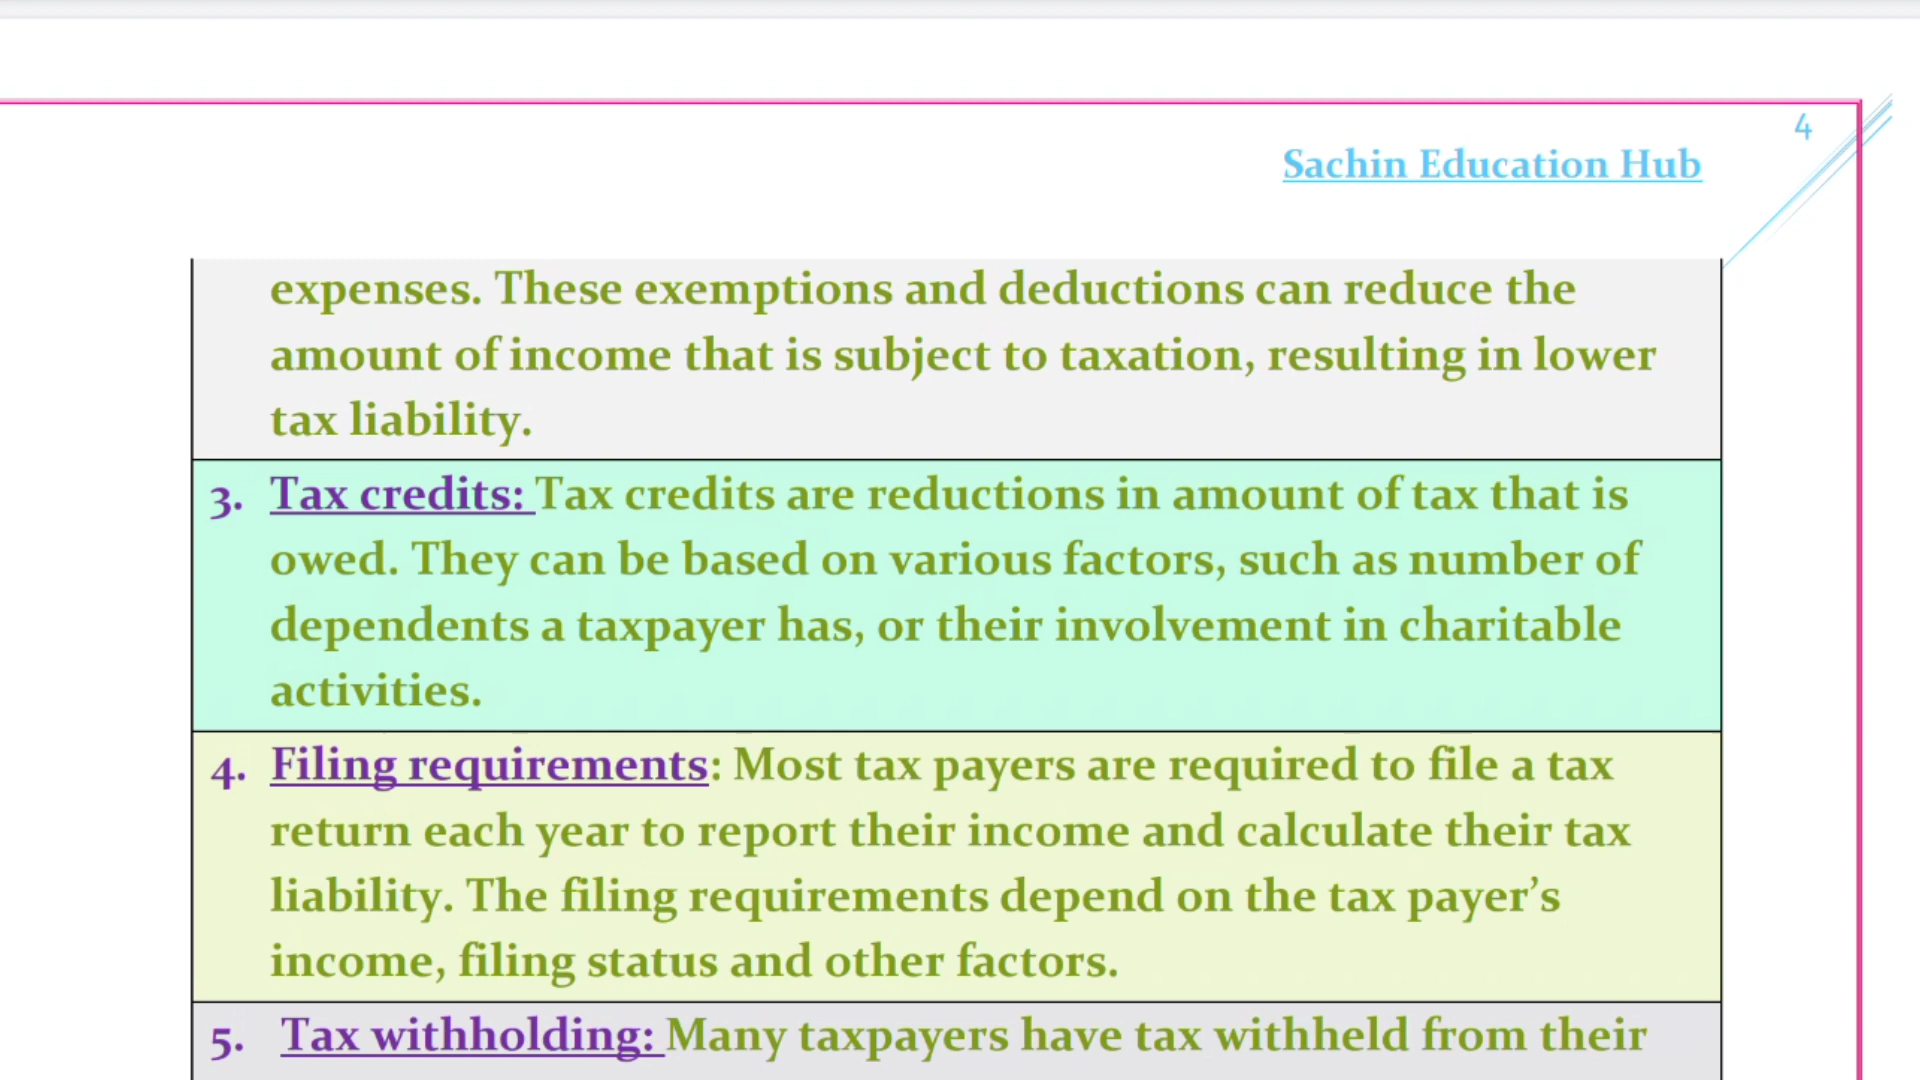 4
Sachin Education Hub
expenses. These exemptions and deductions can reduce the
amount of income that is subject to taxation, resulting in lower
tax liability.
3. Tax credits: Tax credits are reductions in amount of tax that is
owed. They can be based on various factors, such as number of
dependents a taxpayer has, or their involvement in charitable
activities.
4. Filing requirements: Most tax payers are required to file a tax
return each year to report their income and calculate their tax
liability. The filing requirements depend on the tax payer’s
income, filing status and other factors.
5. Tax withholding: Many taxpayers have tax withheld from their